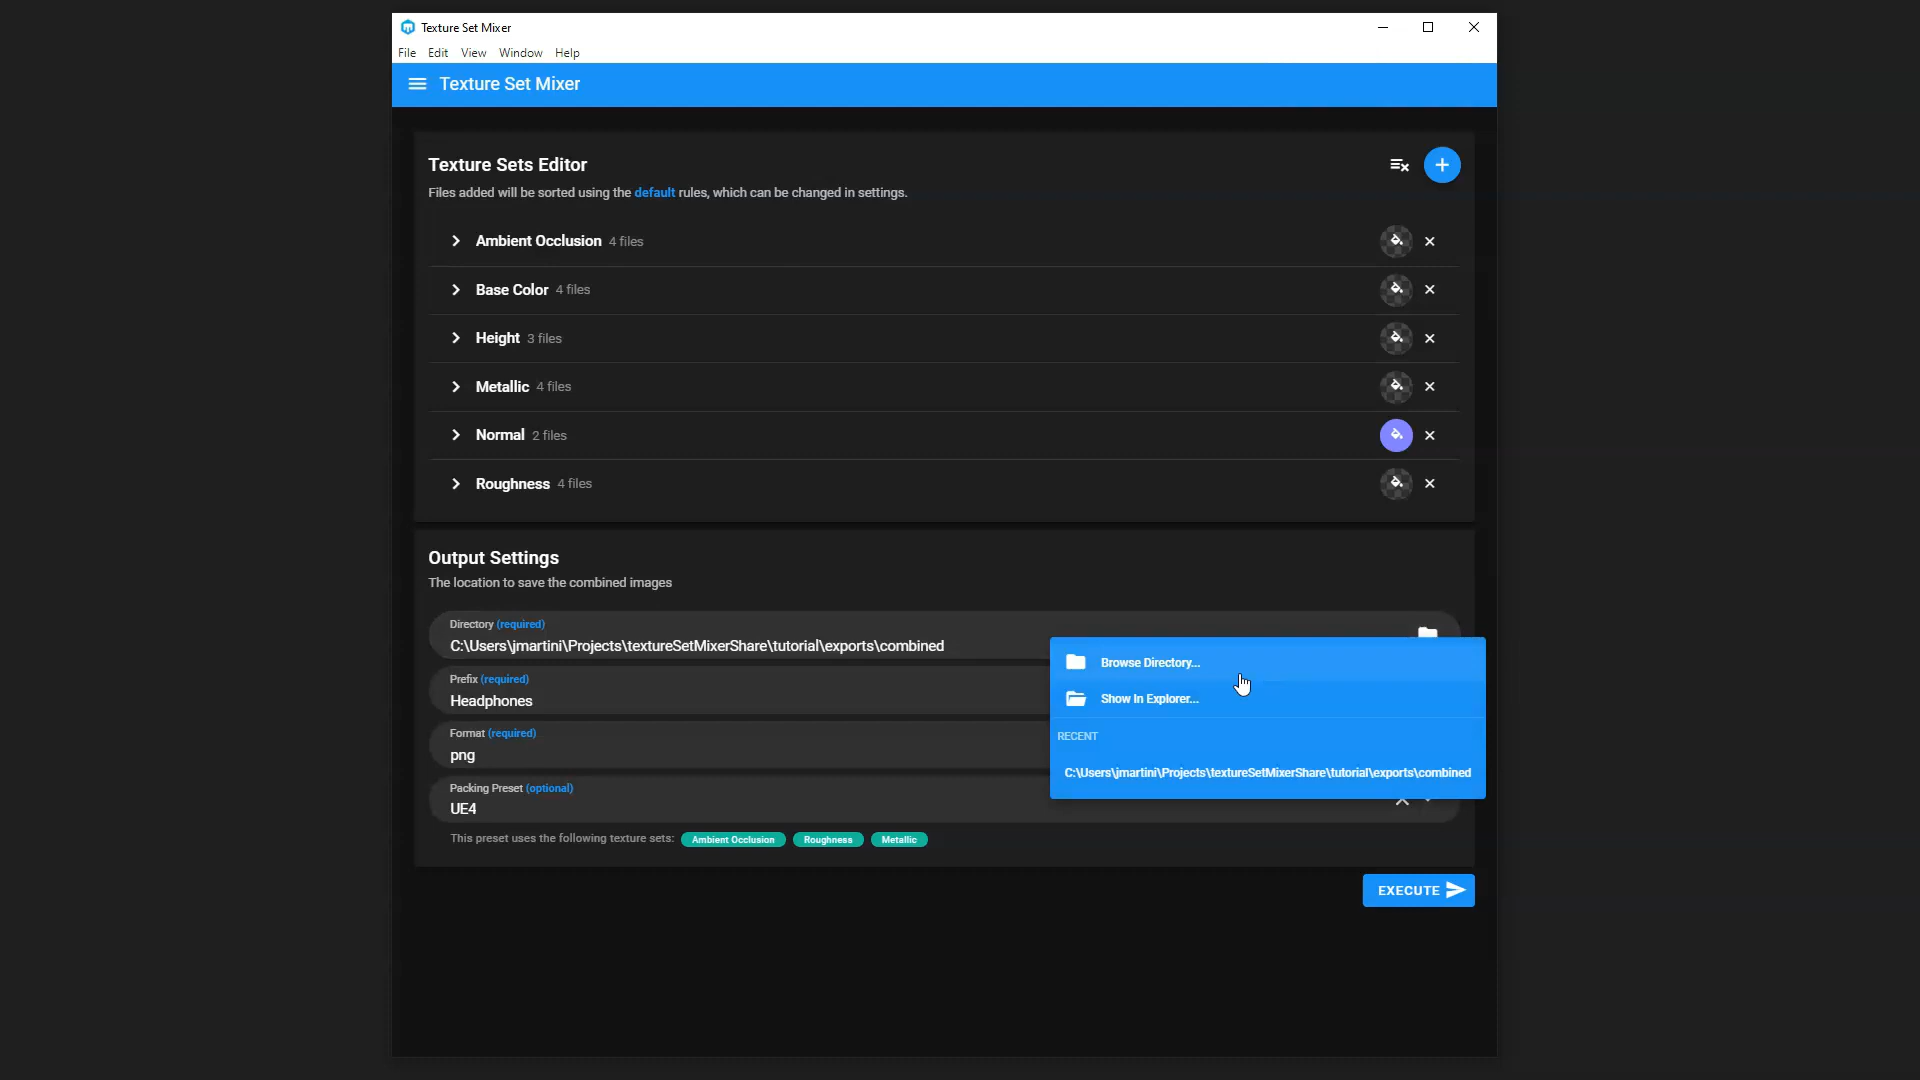 Texture Set Mixer
File Edit View Window Help
Texture Set Mixer
Texture Sets Editor
Files added will be sorted using the default rules, which can be changed in settings.
Ambient Occlusion 4 files
Base Color 4 files
Height 3 files
Metallic 4 files
Normal 2 files
Roughness 4 files
Output Settings
The location to save the combined images
Directory (required)
C:\Users\jmartini\Projects\textureSetMixerShare\tutorial\exports\combined
Browse Directory...
Prefix (required)
Headphones
Show In Explorer...
Format (required)
RECENT
png
C:\Users\jmartini\Projects\textureSetMixerShare\tutorial\exports\combined
Packing Preset (optional)
UE4
This preset uses the following texture sets: Ambient Occlusion Roughness Metallic
EXECUTE